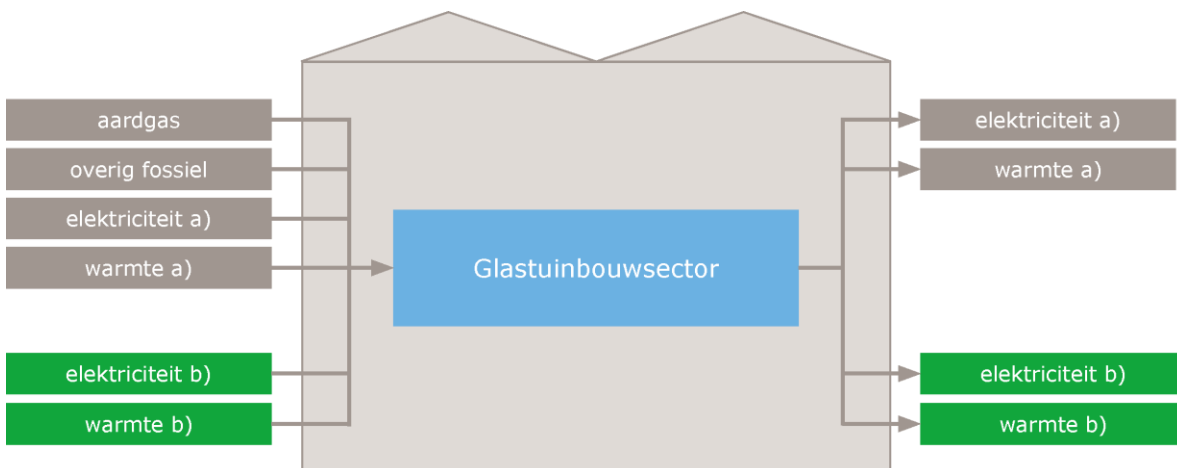 aardgas
overig fossiel
elektriciteit a)
warmte a)
elektriciteit b)
warmte b)
Glastuinbouwsector
elektriciteit a)
warmte a)
elektriciteit b)
warmte b)